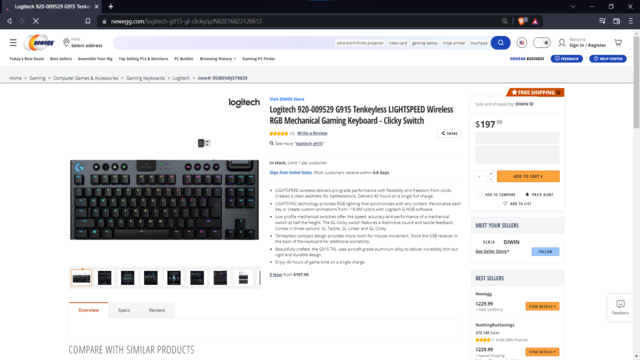 Logitech 920-009529 G915 Tenkeyless
newegg.com/logitech-g915-gl-clicky/p/N82E16823126613
newegg
Hello
Select address
ultra short throw projector
video card
gaming laptop
inkjet printer
touchpad
Welcome
Sign in / Register
Today's Best Deals
Best Sellers
Assemble Your Rig
Top Selling PCs & Monitors
PC Builder
Browsing History
Gaming PC Finder
NEWEGG BUSINESS
FEEDBACK
HELP CENTER
Home > Gaming > Computer Games & Accessories > Gaming Keyboards > Logitech > Item#: 9SIBENRJST9829
FREE SHIPPING
logitech
Visit DIWIN Store
Logitech 920-009529 G915 Tenkeyless LIGHTSPEED Wireless
RGB Mechanical Gaming Keyboard - Clicky Switch
(4) Write a Review
SHARE
See more "logitech g915"
In stock. Limit 1 per customer.
Ships from United States. Most customers receive within 4-8 days.
LIGHTSPEED wireless delivers pro-grade performance with flexibility and freedom from cords.
Creates a clean aesthetic for battlestations. Delivers 40 hours on a single full charge.
LIGHTSYNC technology provides RGB lighting that synchronizes with any content. Personalize each
key or create custom animations from ~16.8M colors with Logitech G HUB software.
Low profile mechanical switches offer the speed, accuracy and performance of a mechanical
switch at half the height. The GL Clicky switch features a distinctive sound and tactile feedback.
Comes in three options: GL Tactile, GL Linear and GL Clicky.
Tenkeyless compact design provides more room for mouse movement. Store the USB receiver in
the back of the keyboard for additional portability.
Beautifully crafted, the G915 TKL uses aircraft-grade aluminum alloy to deliver incredibly thin but
rigid and durable design.
Enjoy 40 hours of game time on a single charge.
9 New from $197.99
Sold and shipped by: DIWIN
$197.99
1
ADD TO CART
ADD TO COMPARE
PRICE ALERT
ADD TO LIST
MEET YOUR SELLERS
DIWIN
DIWIN
See Seller Store
FOLLOW
BEST SELLERS
Newegg
$229.99
+ FREE SHIPPING
VIEW DETAILS
NothingButSavings
275,165 Sales
$229.99
+ Special Shipping
VIEW DETAILS
Feedback
Overview
Specs
Reviews
COMPARE WITH SIMILAR PRODUCTS